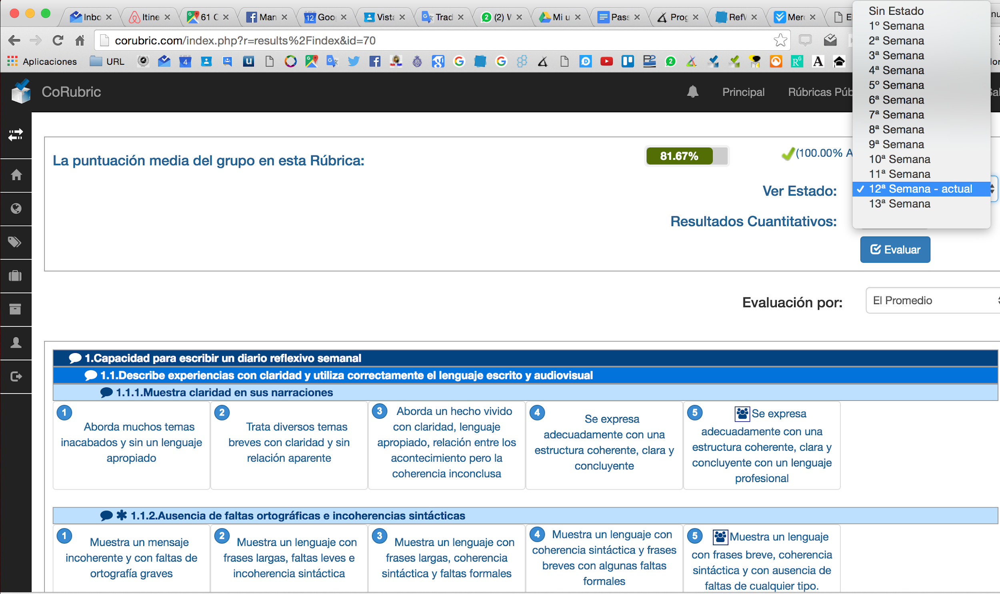 Inbo
Itine
61 C
Man
12 Goo
Vista
Trad
2 (2)
Mi u
Pass
Prog
Ref
Mer
corubric.com/index.php?r=results%2Findex&id=70
Aplicaciones URL
CoRubric
Principal
Rúbricas Púb
Sin Estado
1º Semana
2ª Semana
3ª Semana
4ª Semana
5º Semana
6ª Semana
7ª Semana
8ª Semana
9ª Semana
10ª Semana
11ª Semana
12ª Semana - actual
13ª Semana
La puntuación media del grupo en esta Rúbrica:
81.67%
(100.00% A
Ver Estado:
Resultados Cuantitativos:
Evaluar
Evaluación por:
El Promedio
1.Capacidad para escribir un diario reflexivo semanal
1.1.Describe experiencias con claridad y utiliza correctamente el lenguaje escrito y audiovisual
1.1.1.Muestra claridad en sus narraciones
1
Aborda muchos temas
inacabados y sin un lenguaje
apropiado
2
Trata diversos temas
breves con claridad y sin
relación aparente
3 Aborda un hecho vivido
con claridad, lenguaje
apropiado, relación entre los
acontecimiento pero la
coherencia inconclusa
4
Se expresa
adecuadamente con una
estructura coherente, clara y
concluyente
5 Se expresa
adecuadamente con una
estructura coherente, clara y
concluyente con un lenguaje
profesional
1.1.2.Ausencia de faltas ortográficas e incoherencias sintácticas
1
Muestra un mensaje
incoherente y con faltas de
ortografía graves
2
Muestra un lenguaje con
frases largas, faltas leves e
incoherencia sintáctica
3
Muestra un lenguaje con
frases largas, coherencia
sintáctica y faltas formales
4 Muestra un lenguaje con
coherencia sintáctica y frases
breves con algunas faltas
formales
5 Muestra un lenguaje
con frases breve, coherencia
sintáctica y con ausencia de
faltas de cualquier tipo.